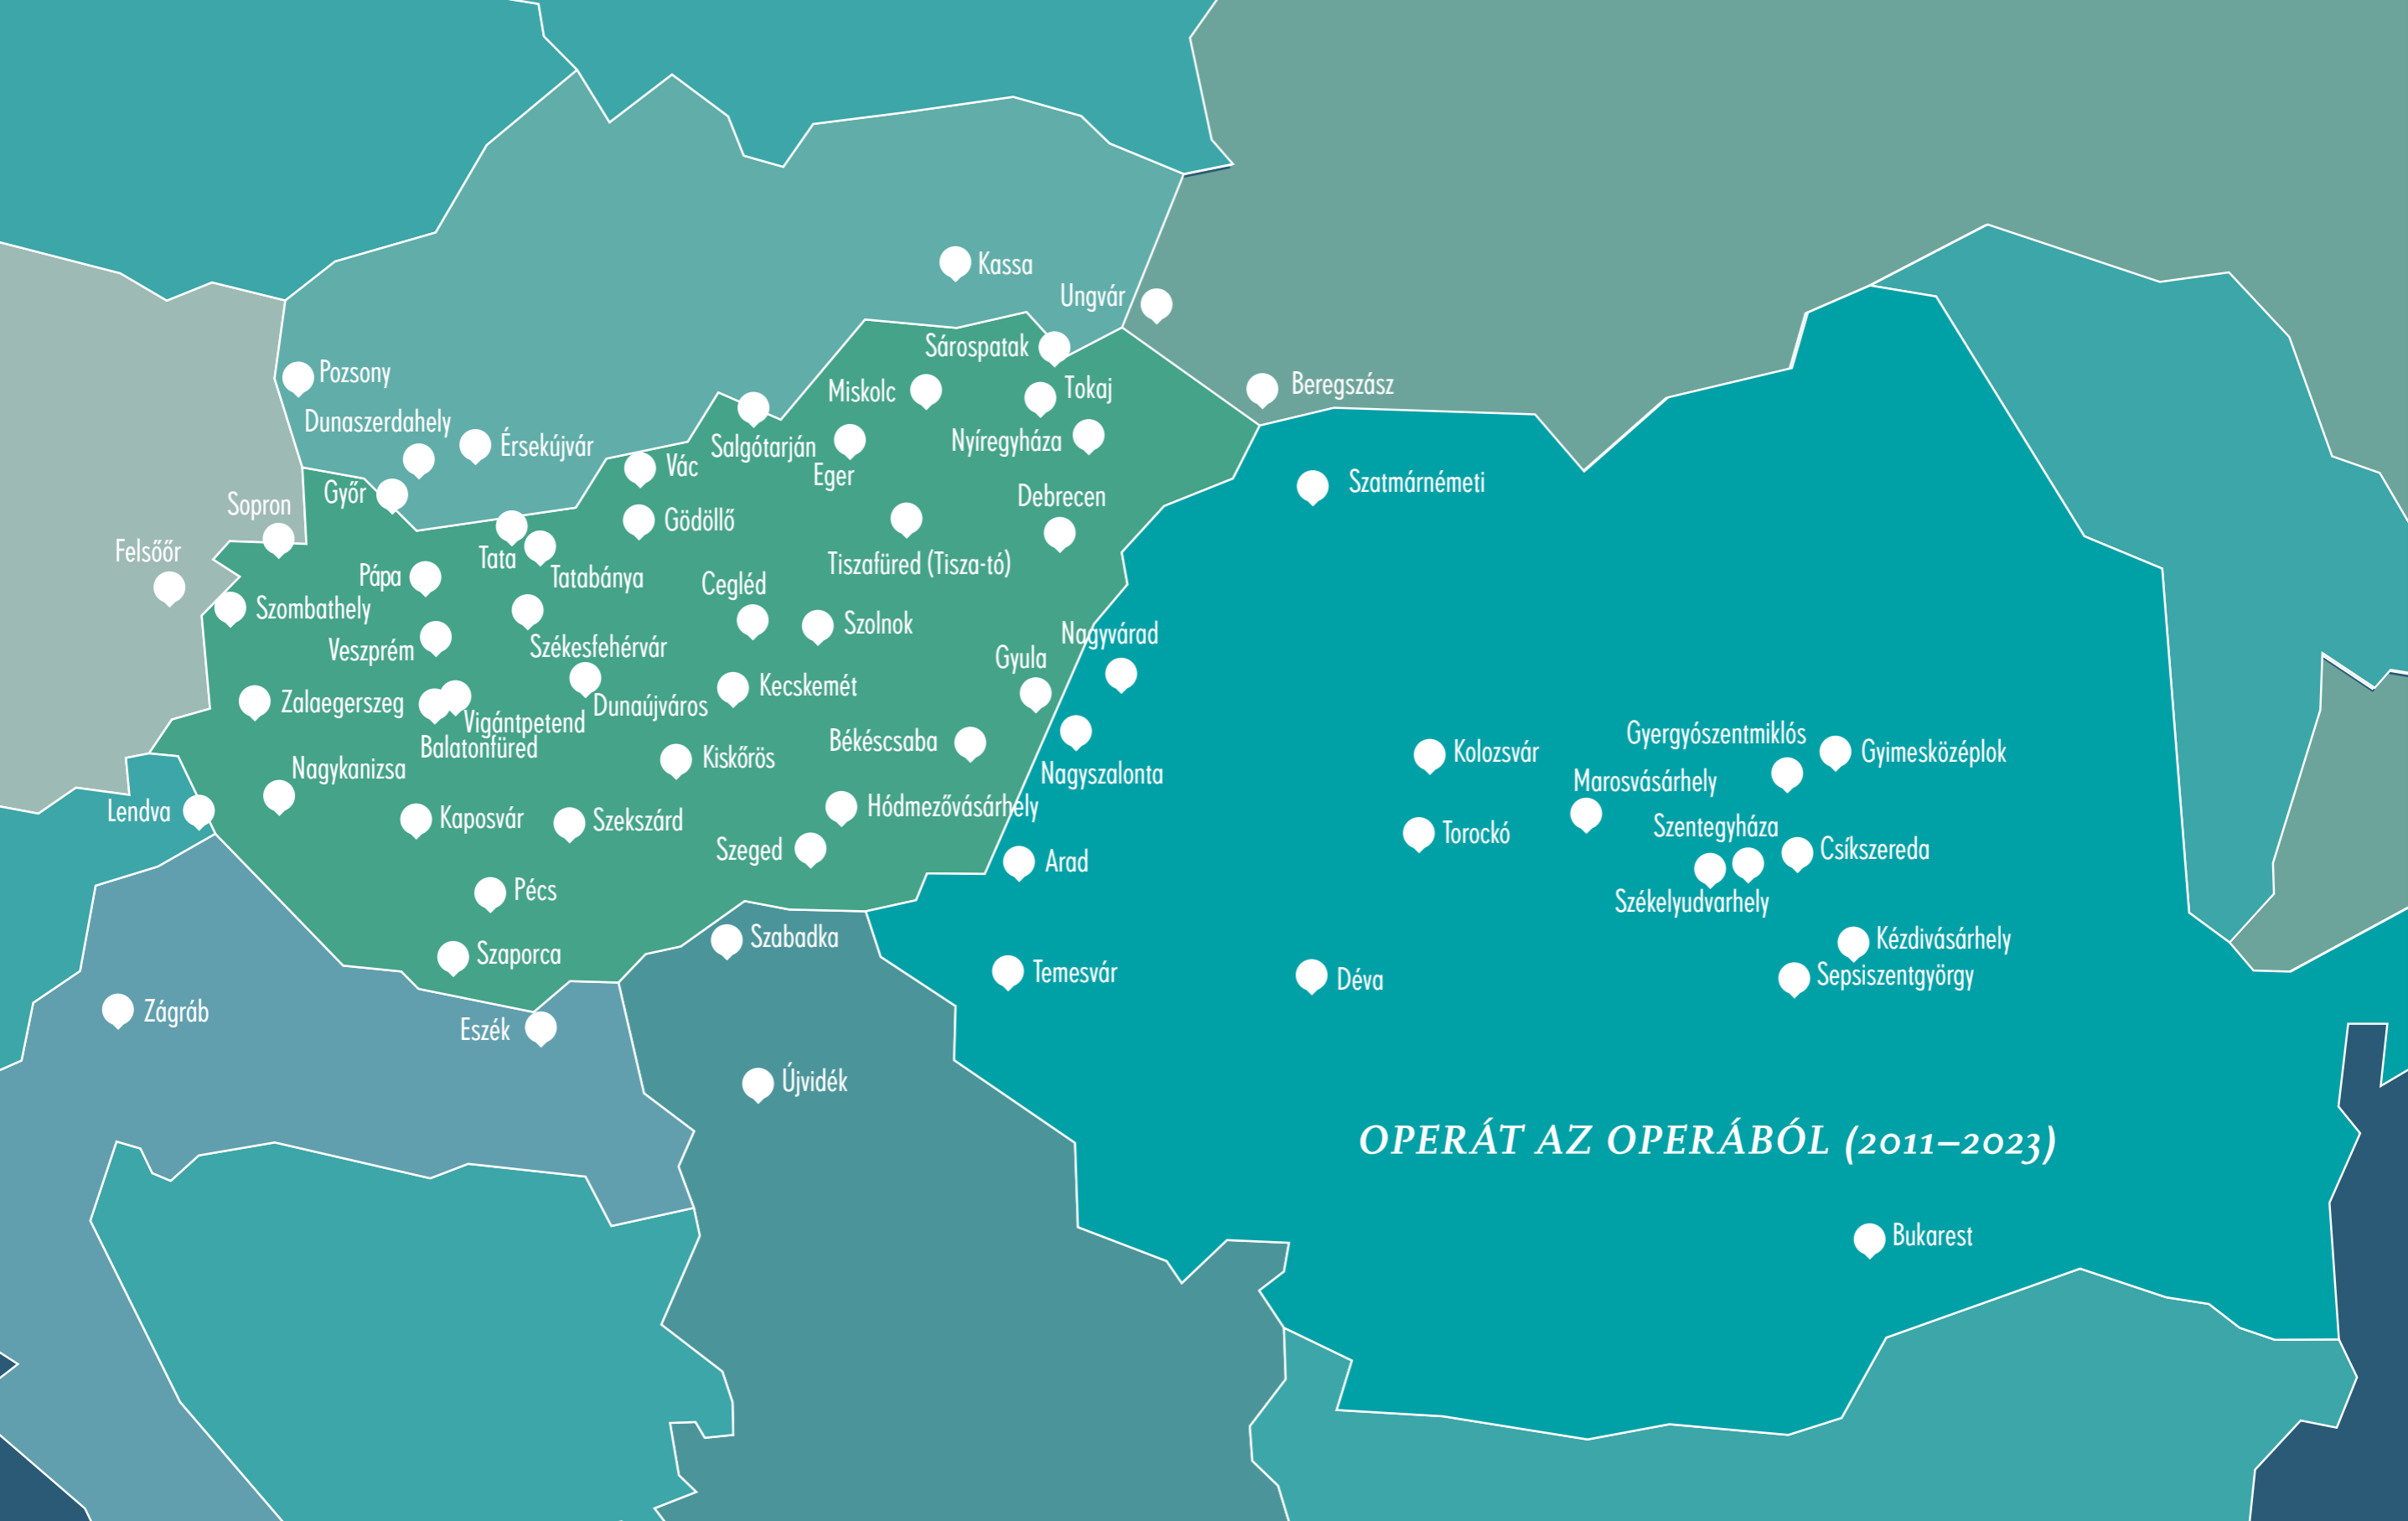 Kassa
Ungvár
Sárospatak
Pozsony
Miskolc
Tokaj
Beregszász
Dunaszerdahely
Érsekújvár
Salgótarján
Nyíregyháza
Vác
Eger
Szatmárnémeti
Győr
Sopron
Debrecen
Gödöllő
Felsőőr
Tata
Tiszafüred (Tisza-tó)
Pápa
Tatabánya
Cegléd
Szombathely
Szolnok
Nagyvárad
Veszprém
Székesfehérvár
Gyula
Kecskemét
Zalaegerszeg
Dunaújváros
Vigántpetend
Balatonfüred
Békéscsaba
Gyergyószentmiklós
Gyimesközéplok
Kolozsvár
Kiskőrös
Nagykanizsa
Nagyszalonta
Marosvásárhely
Lendva
Kaposvár
Szekszárd
Hódmezővásárhely
Torockó
Szentegyháza
Szeged
Arad
Csíkszereda
Pécs
Székelyudvarhely
Szabadka
Kézdivásárhely
Szaporca
Temesvár
Déva
Sepsiszentgyörgy
Zágráb
Eszék
Újvidék
OPERÁT AZ OPERÁBÓL (2011–2023)
Bukarest